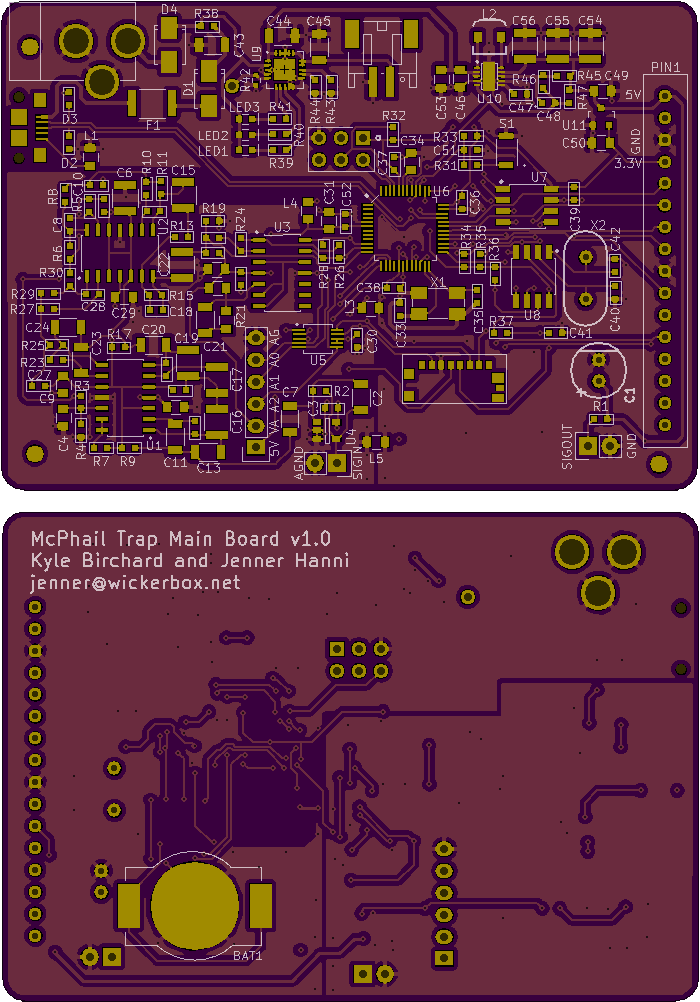 D4
R38
C44
C45
L2
C56
C55
C54
C43
U9
PIN1
R42
D1
R46
R45
C49
5V
D3
F1
LED3
R41
R44
R43
C53
C46
U10
C47
R47
C48
R32
U11
GND
D2
L1
LED2
R40
R33
S1
C50
LED1
R39
C37
C34
C51
R31
3.3V
R10
R11
C15
R8
C10
R5
C6
L4
C31
C52
U6
C36
U7
C39
X2
C8
R19
R24
U3
U2
R13
R6
R34
R35
C42
C22
R28
R26
R36
R30
C38
X1
R29
C28
C29
R15
L3
R27
C18
R21
C33
C35
U8
C40
C24
R37
C41
R25
R17
C20
C23
C19
C21
AG
U5
C30
R23
A0
C27
A1
C17
C9
R3
C7
R2
C2
C1
A2
C16
VA
C3
R1
C4
R4
U1
5V
U4
SIGOUT
GND
R7
R9
C11
C13
AGND
SIGIN
L5
McPhail Trap Main Board v1.0
Kyle Birchard and Jenner Hanni
jenner@wickerbox.net
BAT1